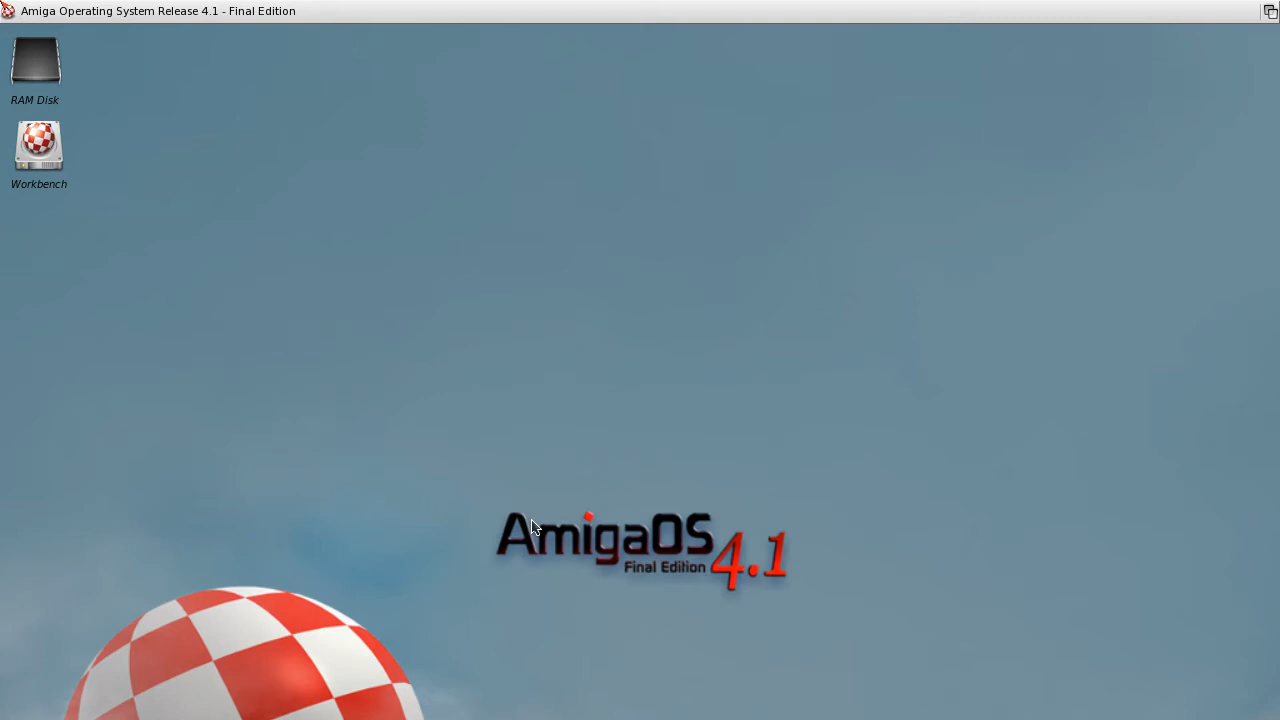 Amiga Operating System Release 4.1 - Final Edition
RAM Disk
Workbench
AmigaOS 4.1
Final Edition